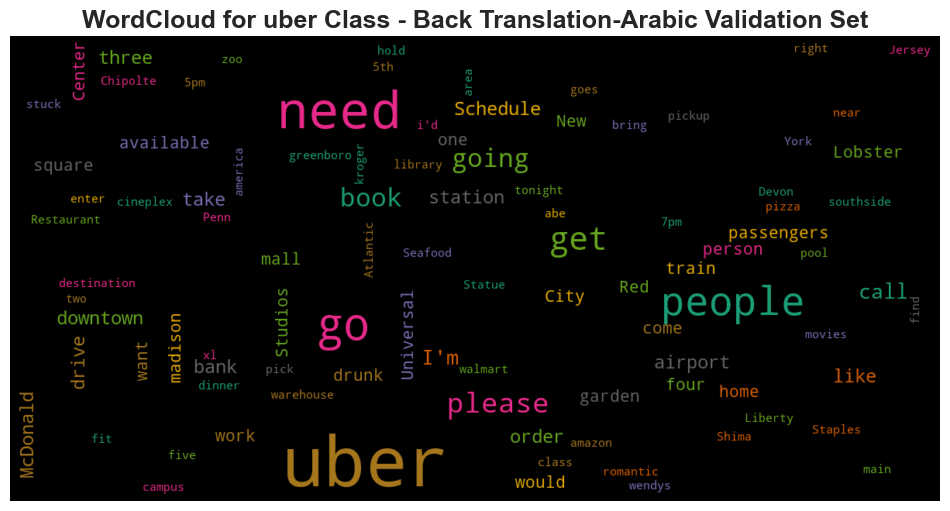 WordCloud for uber Class - Back Translation-Arabic Validation Set
Center
three
zoo
hold
5th
right
Jersey
Chipolte
5pm
area
goes
stuck
need
i'd
Schedule
New
bring
pickup
near
available
one
York
Lobster
square
america
greenboro
kroger
library
going
enter
cineplex
take
book
station
tonight
Devon
pizza
southside
Restaurant
Penn
abe
7pm
passengers
person
pool
mall
Atlantic
Seafood
get
train
destination
two
Statue
City
Red
people
call
find
downtown
Studios
go
Universal
come
movies
drive
want
madison
xl
bank
pick
drunk
I'm
walmart
airport
four
home
like
dinner
warehouse
please
garden
McDonald
Liberty
fit
work
order
amazon
Shima
Staples
five
uber
class
romantic
main
campus
would
wendys